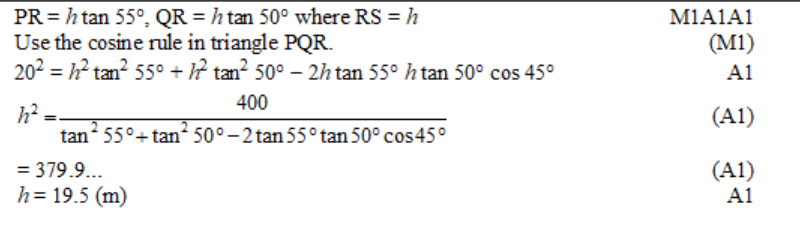 PR = h tan 55°, QR = h tan 50° where RS = h M1A1A1
Use the cosine rule in triangle PQR. (M1)
20² = h² tan² 55° + h² tan² 50° – 2h tan 55° h tan 50° cos 45° A1
h² = 400 / tan² 55° + tan² 50° – 2 tan 55° tan 50° cos 45° (A1)
= 379.9... (A1)
h = 19.5 (m) A1